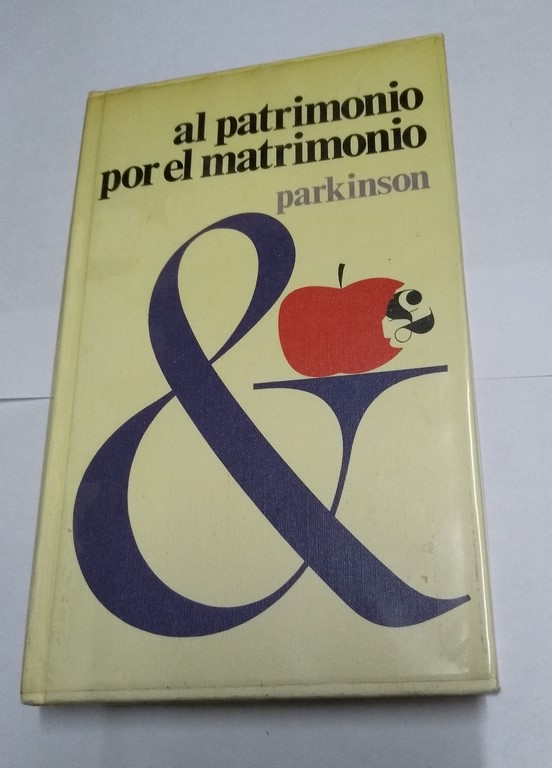 al patrimonio
por el matrimonio
parkinson
&